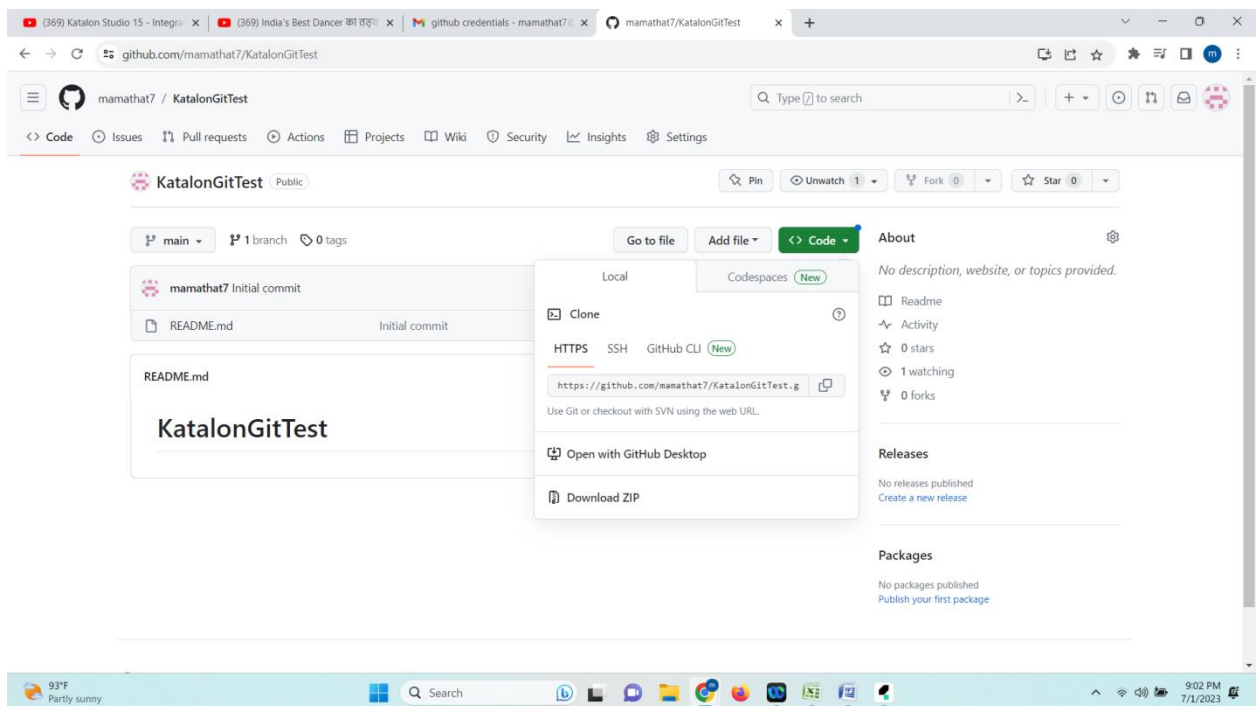 (369) Katalon Studio 15 - Integra
(369) India's Best Dancer का
github credentials - mamathat7
mamathat7/KatalonGitTest
github.com/mamathat7/KatalonGitTest
m
mamathat7 / KatalonGitTest
Type / to search
<> Code Issues Pull requests Actions Projects Wiki Security Insights Settings
KatalonGitTest Public
Pin Unwatch 1 Fork 0 Star 0
main 1 branch 0 tags
Go to file Add file <> Code
mamathat7 Initial commit
README.md Initial commit
README.md
KatalonGitTest
Local Codespaces New
Clone
HTTPS SSH GitHub CLI New
https://github.com/mamathat7/KatalonGitTest.g
Use Git or checkout with SVN using the web URL.
Open with GitHub Desktop
Download ZIP
About
No description, website, or topics provided.
Readme
Activity
0 stars
1 watching
0 forks
Releases
No releases published
Create a new release
Packages
No packages published
Publish your first package
93°F
Partly sunny
Search
9:02 PM
7/1/2023